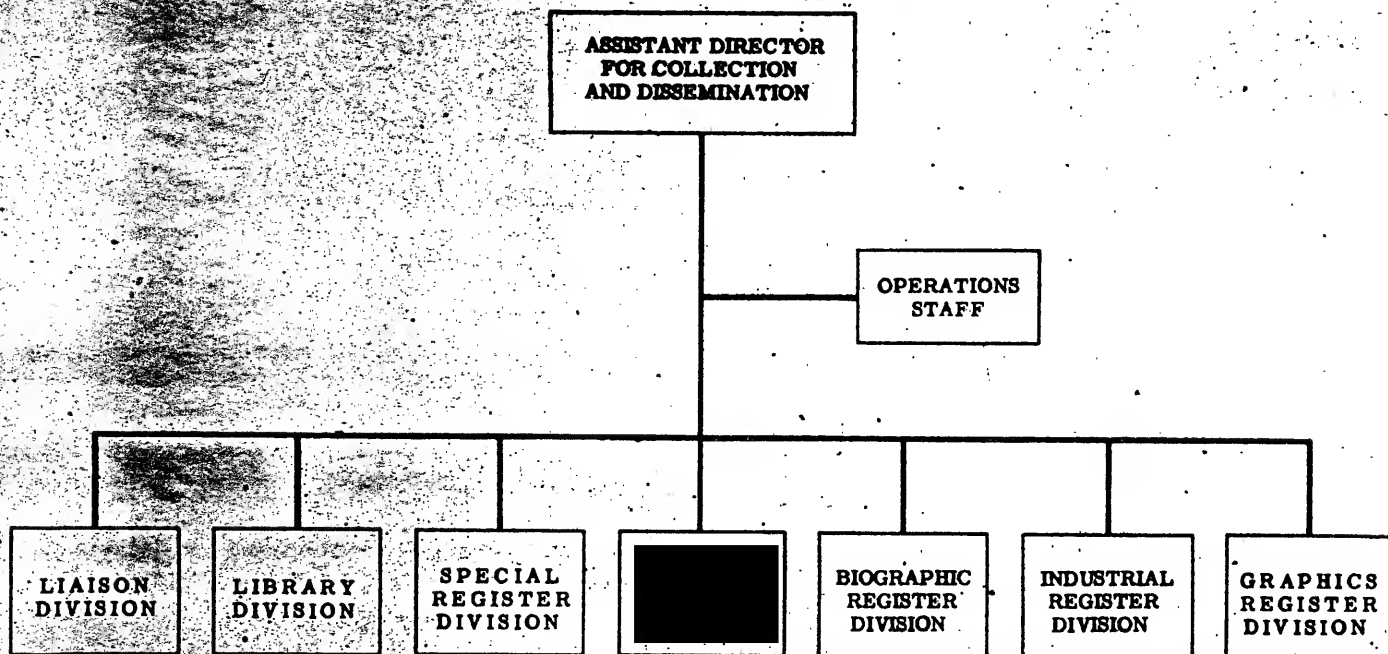 ASSISTANT DIRECTOR
FOR COLLECTION
AND DISSEMINATION
OPERATIONS
STAFF
LIAISON
DIVISION
LIBRARY
DIVISION
SPECIAL
REGISTER
DIVISION
BIOGRAPHIC
REGISTER
DIVISION
INDUSTRIAL
REGISTER
DIVISION
GRAPHICS
REGISTER
DIVISION